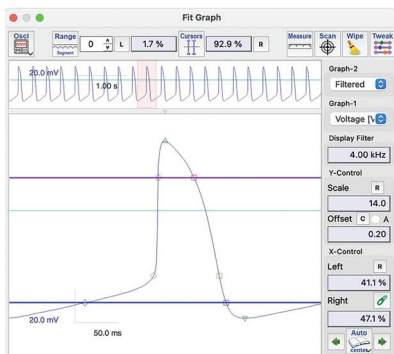 Fit Graph
Osci
Range
Segment
0
L
1.7 %
Cursors
92.9 %
R
Measure
Scan
Wipe
Tweak
20.0 mV
1.00 s
Graph-2
Filtered
Graph-1
Voltage [V
Display Filter
4.00 kHz
Y-Control
Scale
R
14.0
Offset
C
A
0.20
X-Control
Left
R
41.1 %
Right
47.1 %
Auto
center
20.0 mV
50.0 ms